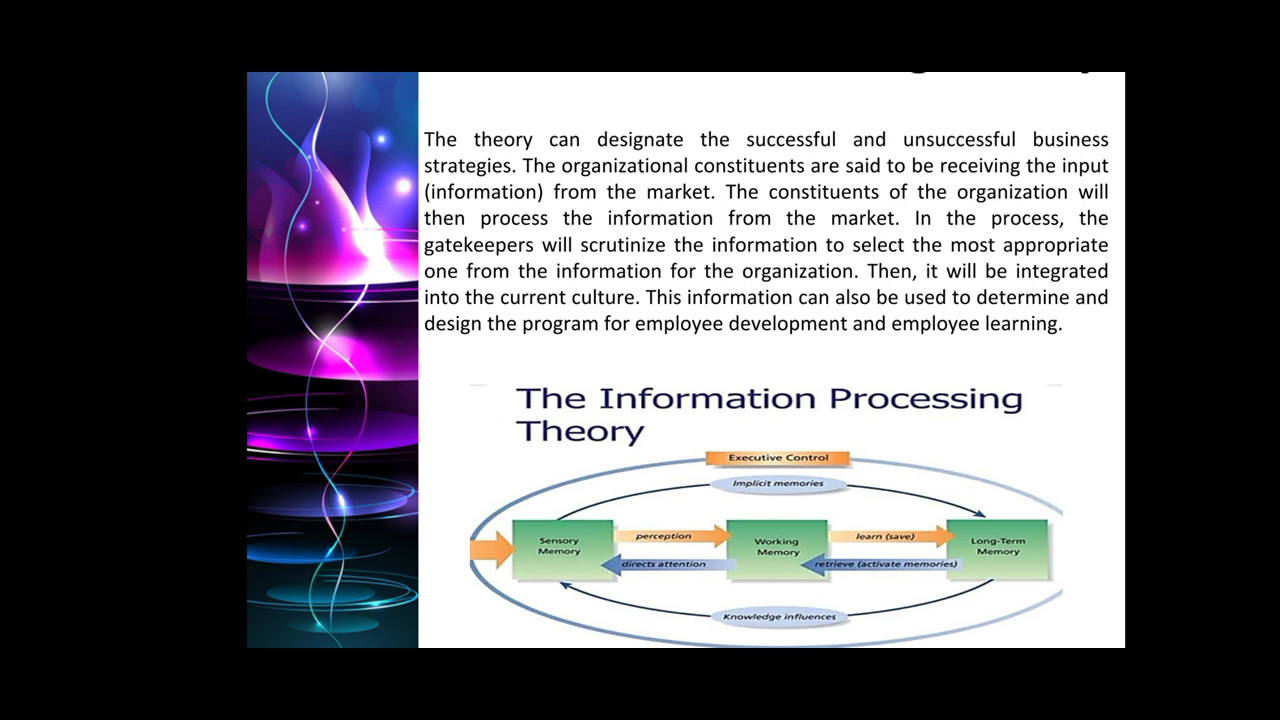 The theory can designate the successful and unsuccessful business
strategies. The organizational constituents are said to be receiving the input
(information) from the market. The constituents of the organization will
then process the information from the market. In the process, the
gatekeepers will scrutinize the information to select the most appropriate
one from the information for the organization. Then, it will be integrated
into the current culture. This information can also be used to determine and
design the program for employee development and employee learning.
The Information Processing
Theory
Executive Control
Implicit memories
Sensory
Memory
perception
directs attention
Working
Memory
learn (save)
retrieve (activate memories)
Long-Term
Memory
Knowledge influences